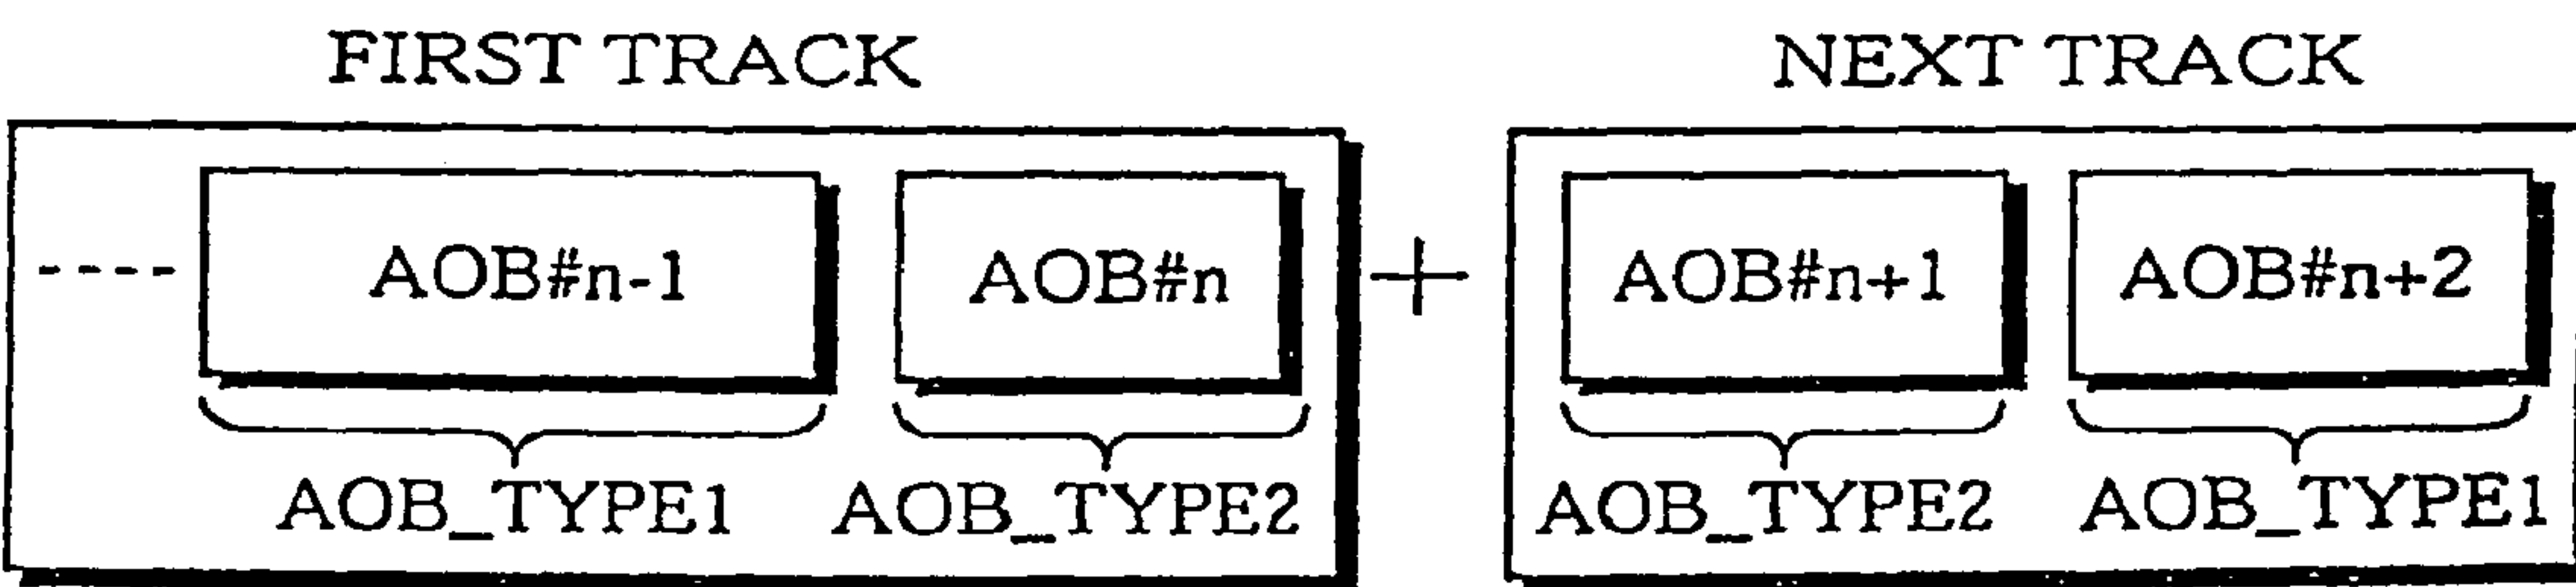 FIRST TRACK NEXT TRACK
---- AOB#n-1 AOB#n + AOB#n+1 AOB#n+2
AOB_TYPE1 AOB_TYPE2 AOB_TYPE2 AOB_TYPE1